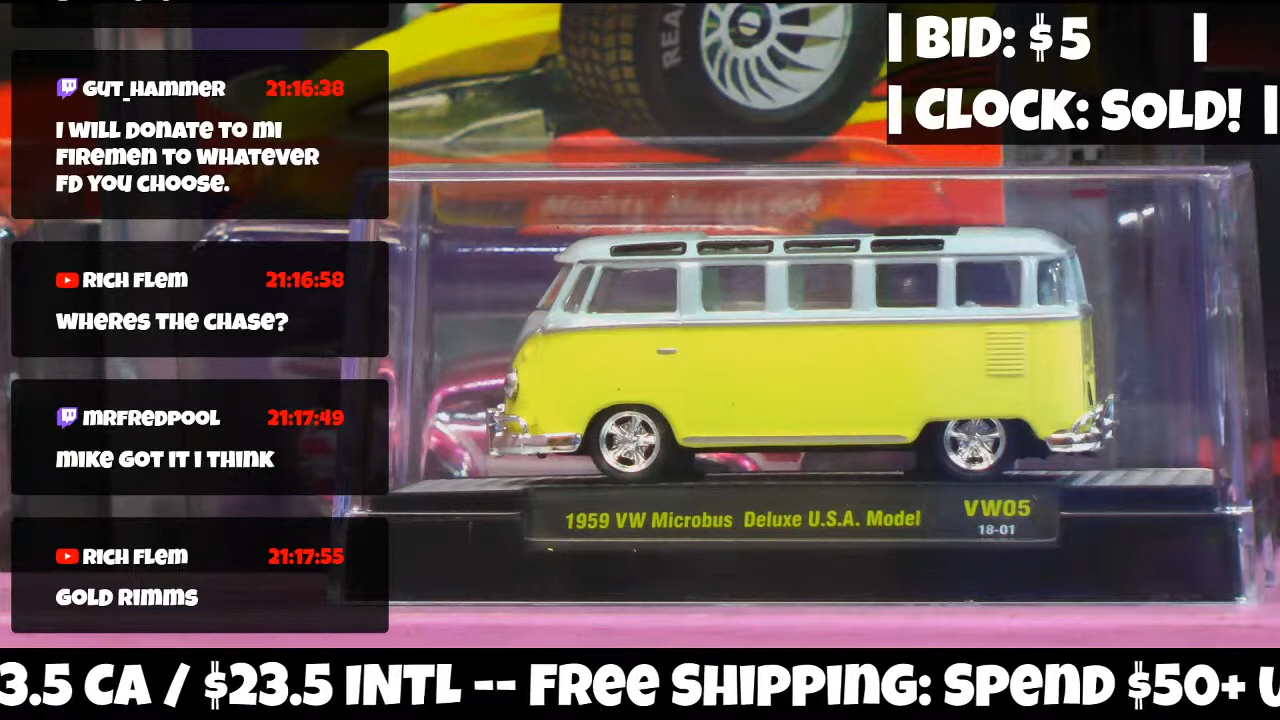 GUT_HAMMER 21:16:38
I WILL DONATE TO MI
FIREMEN TO WHATEVER
FD YOU CHOOSE.
RICH FLEM 21:16:58
WHERES THE CHASE?
MRFREDPOOL 21:17:49
MIKE GOT IT I THINK
RICH FLEM 21:17:55
GOLD RIMMS
| BID: $5 |
| CLOCK: SOLD! |
REA
1959 VW Microbus Deluxe U.S.A. Model
VW05
18-01
3.5 CA / $23.5 INTL -- FREE SHIPPING: SPEND $50+ U